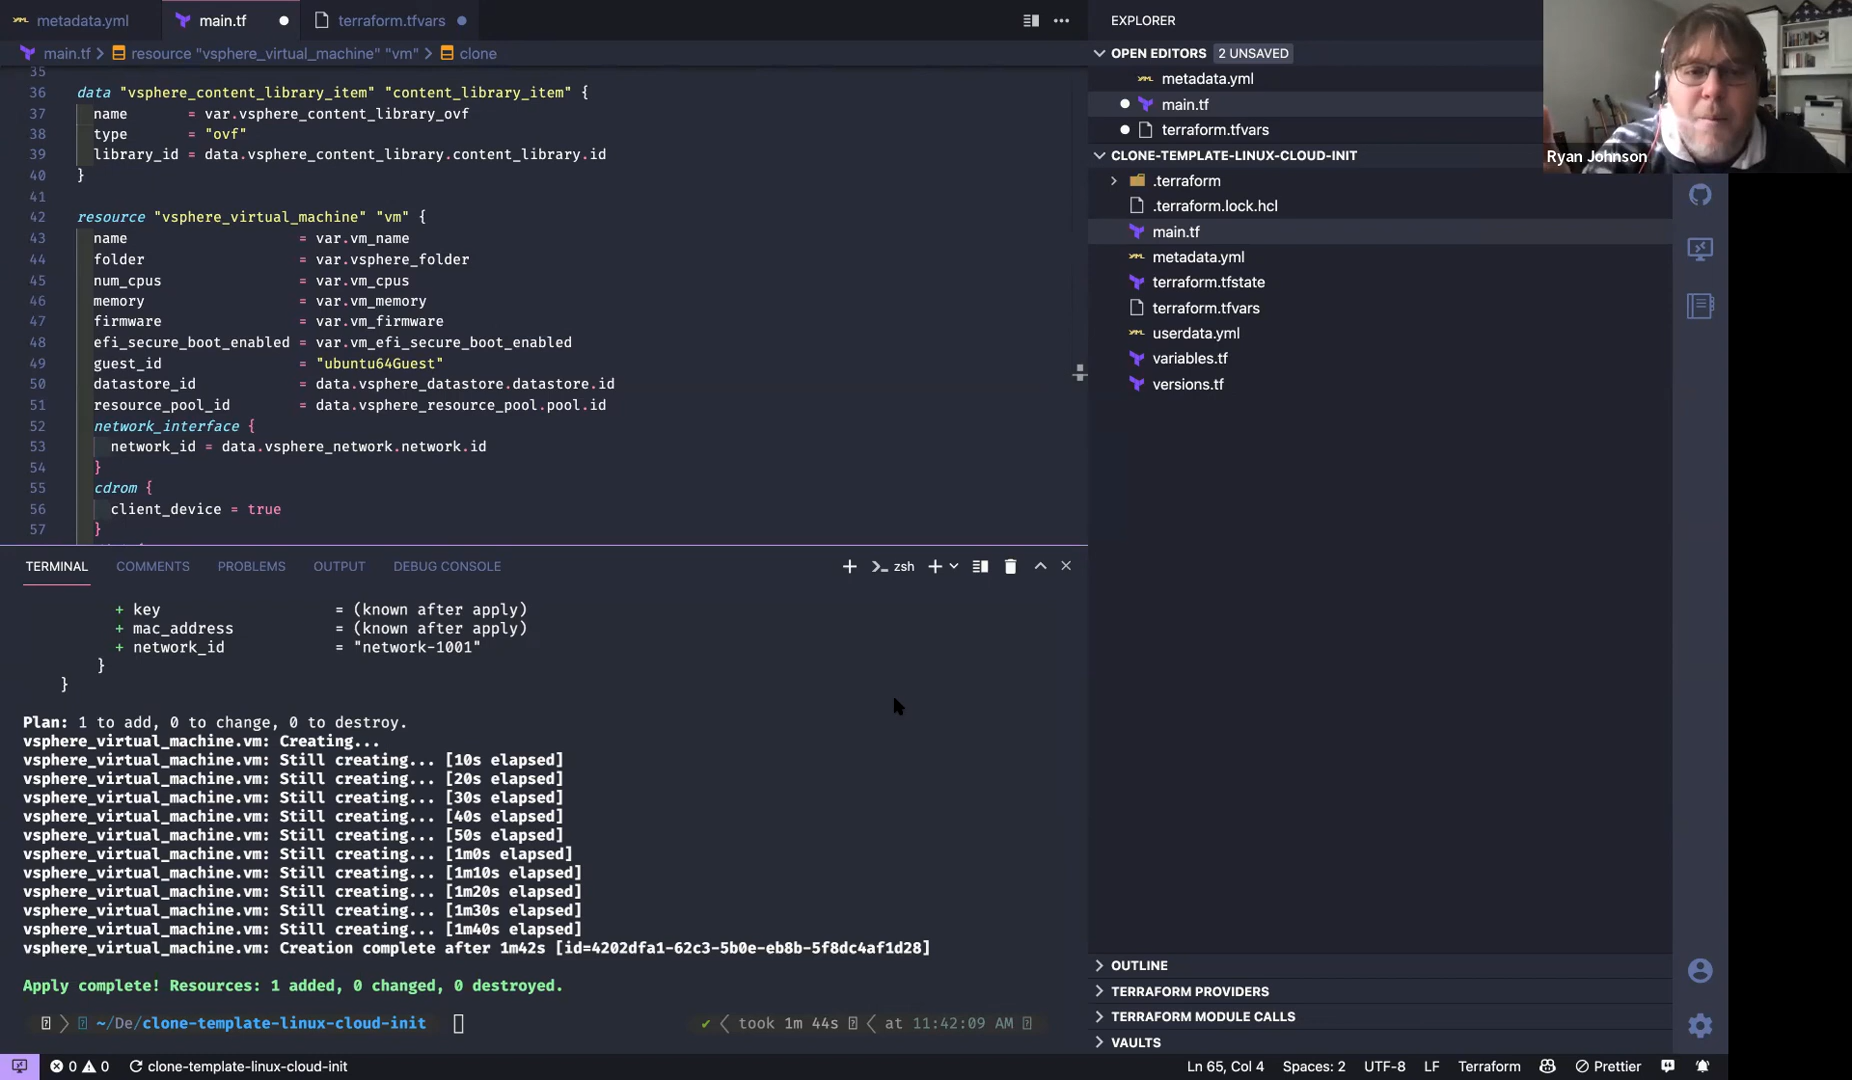 metadata.yml
main.tf
terraform.tfvars
main.tf
resource "vsphere_virtual_machine" "vm"
clone
35
36 data "vsphere_content_library_item" "content_library_item" {
37 name = var.vsphere_content_library_ovf
38 type = "ovf"
39 library_id = data.vsphere_content_library.content_library.id
40 }
41
42 resource "vsphere_virtual_machine" "vm" {
43 name = var.vm_name
44 folder = var.vsphere_folder
45 num_cpus = var.vm_cpus
46 memory = var.vm_memory
47 firmware = var.vm_firmware
48 efi_secure_boot_enabled = var.vm_efi_secure_boot_enabled
49 guest_id = "ubuntu64Guest"
50 datastore_id = data.vsphere_datastore.datastore.id
51 resource_pool_id = data.vsphere_resource_pool.pool.id
52 network_interface {
53 network_id = data.vsphere_network.network.id
54 }
55 cdrom {
56 client_device = true
57 }
TERMINAL COMMENTS PROBLEMS OUTPUT DEBUG CONSOLE
zsh
+ key = (known after apply)
+ mac_address = (known after apply)
+ network_id = "network-1001"
}
}
Plan: 1 to add, 0 to change, 0 to destroy.
vsphere_virtual_machine.vm: Creating...
vsphere_virtual_machine.vm: Still creating... [10s elapsed]
vsphere_virtual_machine.vm: Still creating... [20s elapsed]
vsphere_virtual_machine.vm: Still creating... [30s elapsed]
vsphere_virtual_machine.vm: Still creating... [40s elapsed]
vsphere_virtual_machine.vm: Still creating... [50s elapsed]
vsphere_virtual_machine.vm: Still creating... [1m0s elapsed]
vsphere_virtual_machine.vm: Still creating... [1m10s elapsed]
vsphere_virtual_machine.vm: Still creating... [1m20s elapsed]
vsphere_virtual_machine.vm: Still creating... [1m30s elapsed]
vsphere_virtual_machine.vm: Still creating... [1m40s elapsed]
vsphere_virtual_machine.vm: Creation complete after 1m42s [id=4202dfa1-62c3-5b0e-eb8b-5f8dc4af1d28]
Apply complete! Resources: 1 added, 0 changed, 0 destroyed.
~/De/clone-template-linux-cloud-init
took 1m 44s at 11:42:09 AM
EXPLORER
OPEN EDITORS 2 UNSAVED
metadata.yml
main.tf
terraform.tfvars
CLONE-TEMPLATE-LINUX-CLOUD-INIT
.terraform
.terraform.lock.hcl
main.tf
metadata.yml
terraform.tfstate
terraform.tfvars
userdata.yml
variables.tf
versions.tf
OUTLINE
TERRAFORM PROVIDERS
TERRAFORM MODULE CALLS
VAULTS
Ryan Johnson
0 0 clone-template-linux-cloud-init
Ln 65, Col 4 Spaces: 2 UTF-8 LF Terraform Prettier